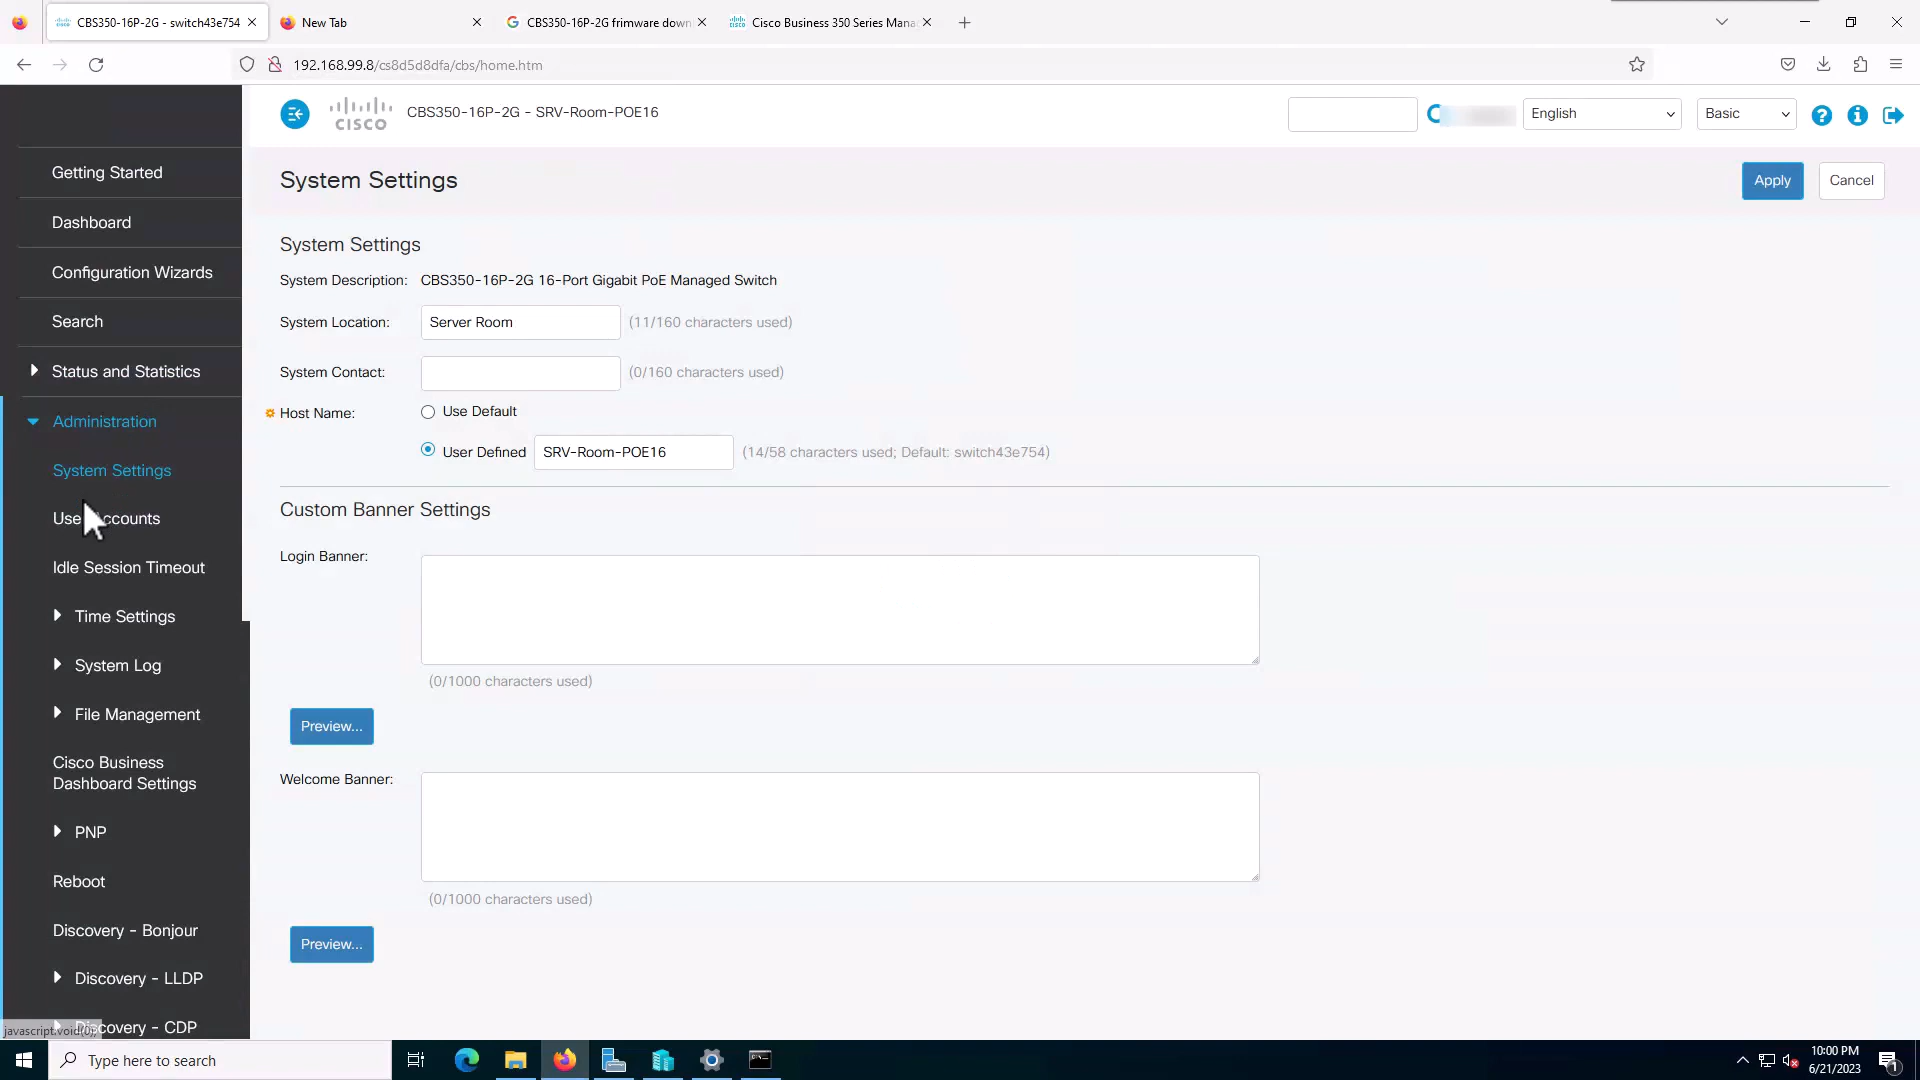 CBS350-16P-2G - switch43e754
New Tab
CBS350-16P-2G frimware down
Cisco Business 350 Series Mana
192.168.99.8/cs8d5d8dfa/cbs/home.htm
cisco
CBS350-16P-2G - SRV-Room-POE16
English
Basic
Getting Started
Dashboard
Configuration Wizards
Search
Status and Statistics
Administration
System Settings
User Accounts
Idle Session Timeout
Time Settings
System Log
File Management
Cisco Business
Dashboard Settings
PNP
Reboot
Discovery - Bonjour
Discovery - LLDP
Discovery - CDP
javascript:void(0);
System Settings
Apply
Cancel
System Settings
System Description: CBS350-16P-2G 16-Port Gigabit PoE Managed Switch
System Location: Server Room (11/160 characters used)
System Contact: (0/160 characters used)
Host Name: Use Default
User Defined SRV-Room-POE16 (14/58 characters used; Default: switch43e754)
Custom Banner Settings
Login Banner:
(0/1000 characters used)
Preview...
Welcome Banner:
(0/1000 characters used)
Preview...
Type here to search
10:00 PM
6/21/2023
1